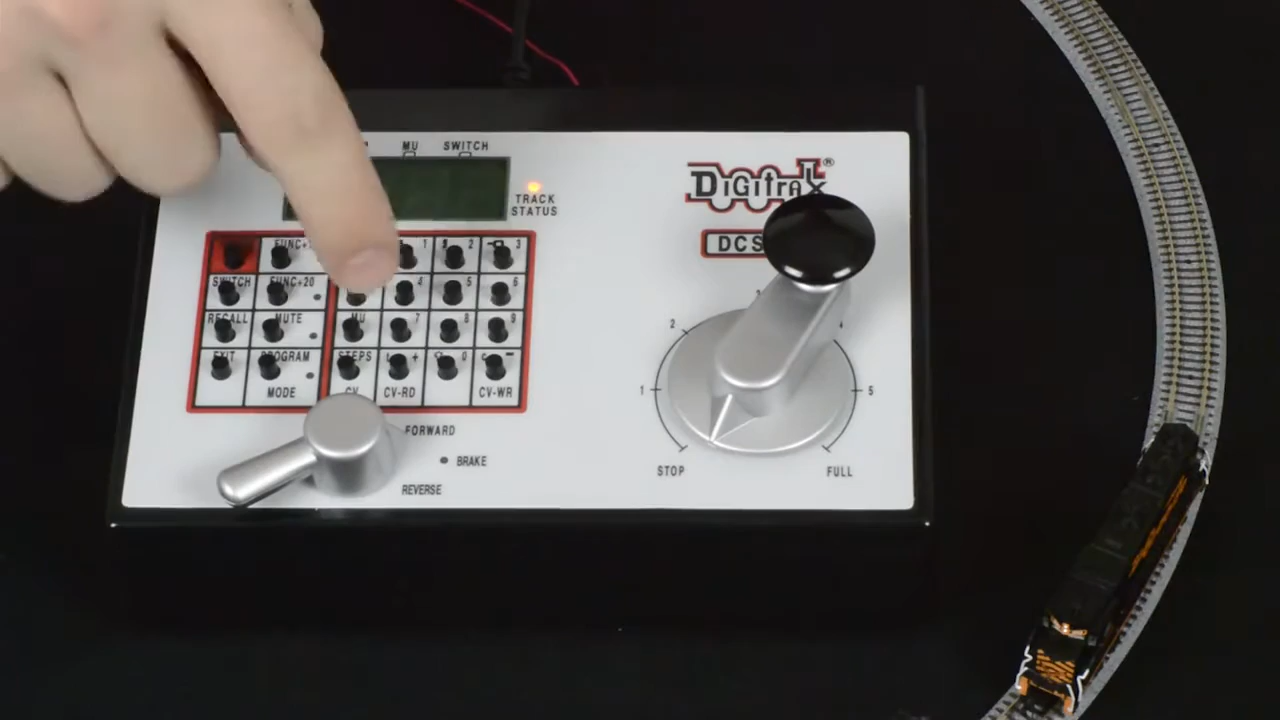 MU SWITCH
TRACK
STATUS
DIGITRAX®
DCS
FUNC+ 1 2 3
SWITCH FUNC+20 4 5 6
RECALL MUTE MU 7 8 9
EXIT PROGRAM STEPS + 0 -
MODE CV CV-RD CV-WR
FORWARD
BRAKE
REVERSE
1
2
4
5
STOP
FULL